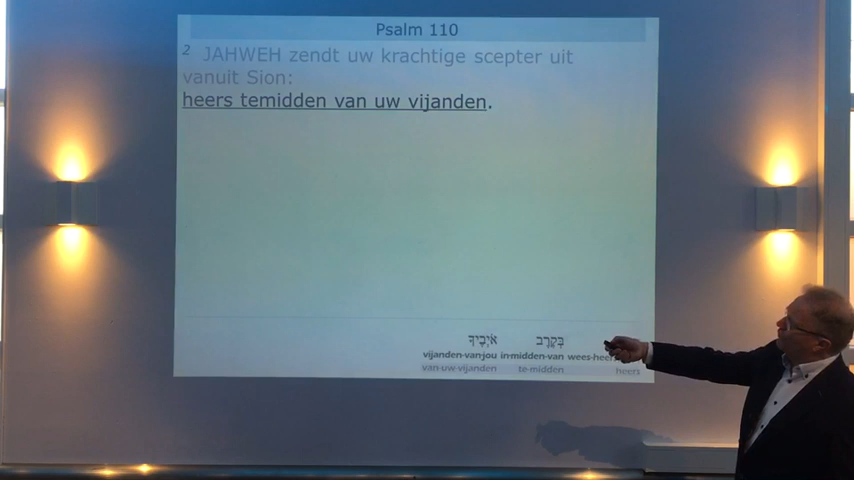 Psalm 110
2 JAHWEH zendt uw krachtige scepter uit
vanuit Sion:
heers temidden van uw vijanden.
אֹיְבֶיךָ בְּקֶרֶב
vijanden-van-jou in-midden-van wees-heer
van-uw-vijanden te-midden heers